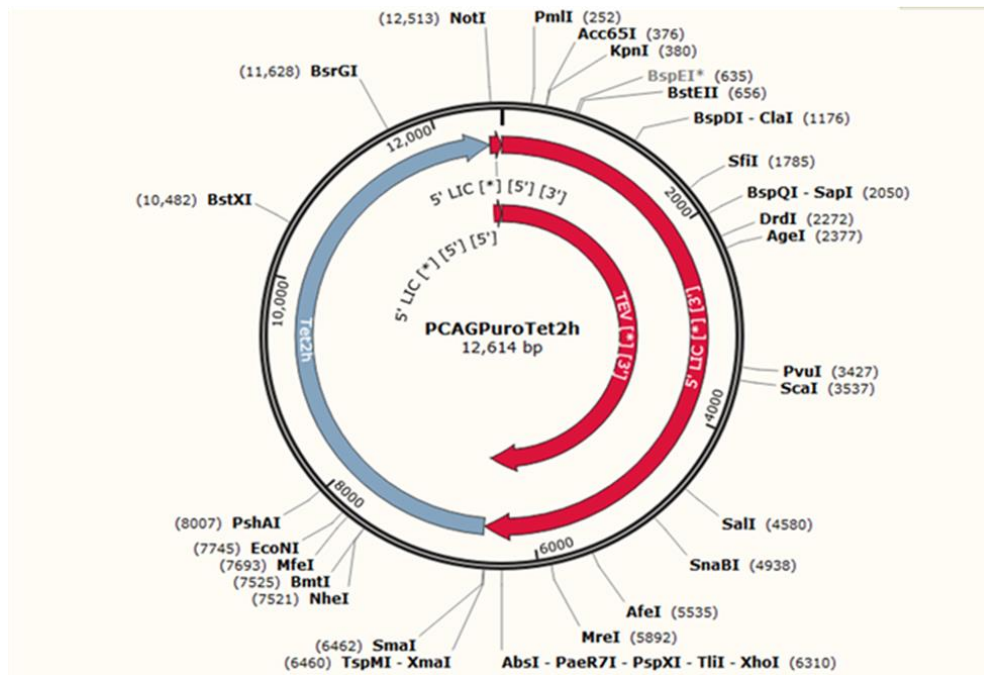 (12,513) NotI
PmlI (252)
Acc65I (376)
KpnI (380)
BspEI* (635)
BstEII (656)
BspDI - ClaI (1176)
SfiI (1785)
BspQI - SapI (2050)
DrdI (2272)
AgeI (2377)
PvuI (3427)
ScaI (3537)
SalI (4580)
SnaBI (4938)
AfeI (5535)
MreI (5892)
AbsI - PaeR7I - PspXI - TliI - XhoI (6310)
(6460) TspMI - XmaI
(6462) SmaI
(7521) NheI
(7525) BmtI
(7693) MfeI
(7745) EcoNI
(8007) PshAI
(10,482) BstXI
(11,628) BsrGI
2000
4000
6000
8000
10,000
12,000
5' LIC [*] [5'] [3']
5' LIC [*] [5'] [5']
5' LIC [*] [3']
TEV [*] [3']
Tet2h
PCAGPuroTet2h
12,614 bp